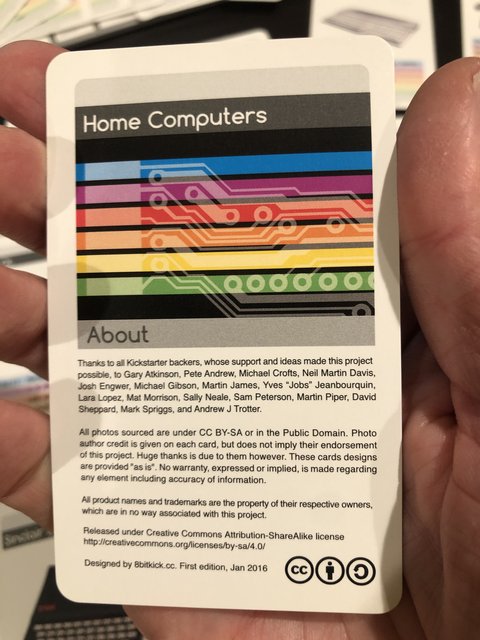 Home Computers
About
Thanks to all Kickstarter backers, whose support and ideas made this project
possible, to Gary Atkinson, Pete Andrew, Michael Crofts, Neil Martin Davis,
Josh Engwer, Michael Gibson, Martin James, Yves "Jobs" Jeanbourquin,
Lara Lopez, Mat Morrison, Sally Neale, Sam Peterson, Martin Piper, David
Sheppard, Mark Spriggs, and Andrew J Trotter.
All photos sourced are under CC BY-SA or in the Public Domain. Photo
author credit is given on each card, but does not imply their endorsement
of this project. Huge thanks is due to them however. These cards designs
are provided "as is". No warranty, expressed or implied, is made regarding
any element including accuracy of information.
All product names and trademarks are the property of their respective owners,
which are in no way associated with this project.
Released under Creative Commons Attribution-ShareAlike license
http://creativecommons.org/licenses/by-sa/4.0/
Designed by 8bitkick.cc. First edition, Jan 2016
cc
Sinclair